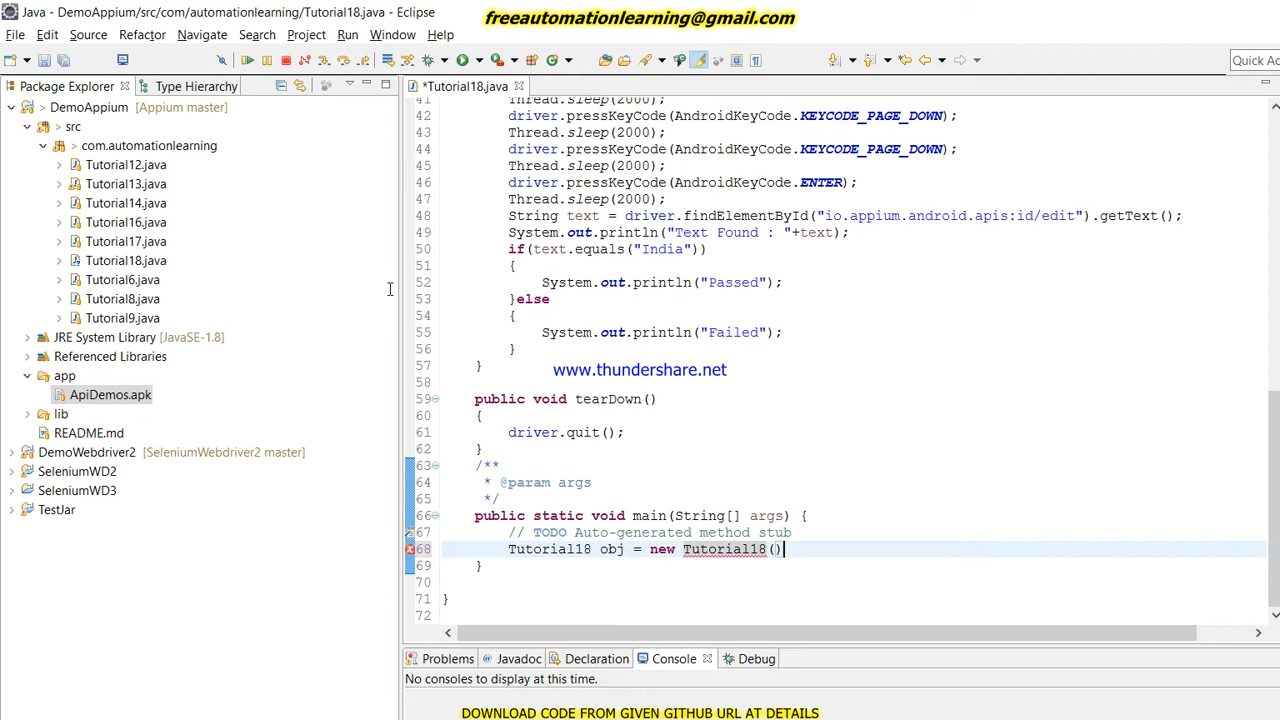 Java - DemoAppium/src/com/automationlearning/Tutorial18.java - Eclipse
freeautomationlearning@gmail.com
File Edit Source Refactor Navigate Search Project Run Window Help
Quick Ac
Package Explorer
Type Hierarchy
> DemoAppium [Appium master]
> src
> com.automationlearning
Tutorial12.java
Tutorial13.java
Tutorial14.java
Tutorial16.java
Tutorial17.java
Tutorial18.java
Tutorial6.java
Tutorial8.java
Tutorial9.java
JRE System Library [JavaSE-1.8]
Referenced Libraries
app
ApiDemos.apk
lib
README.md
DemoWebdriver2 [SeleniumWebdriver2 master]
SeleniumWD2
SeleniumWD3
TestJar
*Tutorial18.java
41 Thread.sleep(2000);
42 driver.pressKeyCode(AndroidKeyCode.KEYCODE_PAGE_DOWN);
43 Thread.sleep(2000);
44 driver.pressKeyCode(AndroidKeyCode.KEYCODE_PAGE_DOWN);
45 Thread.sleep(2000);
46 driver.pressKeyCode(AndroidKeyCode.ENTER);
47 Thread.sleep(2000);
48 String text = driver.findElementById("io.appium.android.apis:id/edit").getText();
49 System.out.println("Text Found : "+text);
50 if(text.equals("India"))
51 {
52 System.out.println("Passed");
53 }else
54 {
55 System.out.println("Failed");
56 }
57 }
www.thundershare.net
58
59 public void tearDown()
60 {
61 driver.quit();
62 }
63 /**
64 * @param args
65 */
66 public static void main(String[] args) {
67 // TODO Auto-generated method stub
68 Tutorial18 obj = new Tutorial18()
69 }
70
71 }
72
Problems @ Javadoc Declaration Console Debug
No consoles to display at this time.
DOWNLOAD CODE FROM GIVEN GITHUB URL AT DETAILS